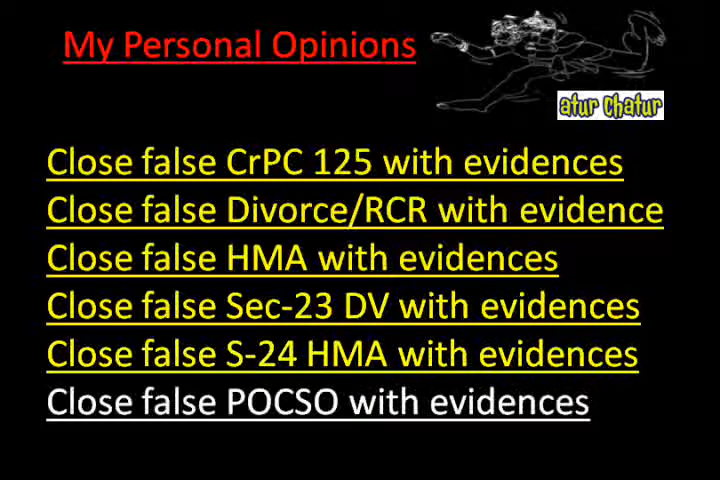 My Personal Opinions
atur Chatur
Close false CrPC 125 with evidences
Close false Divorce/RCR with evidence
Close false HMA with evidences
Close false Sec-23 DV with evidences
Close false S-24 HMA with evidences
Close false POCSO with evidences